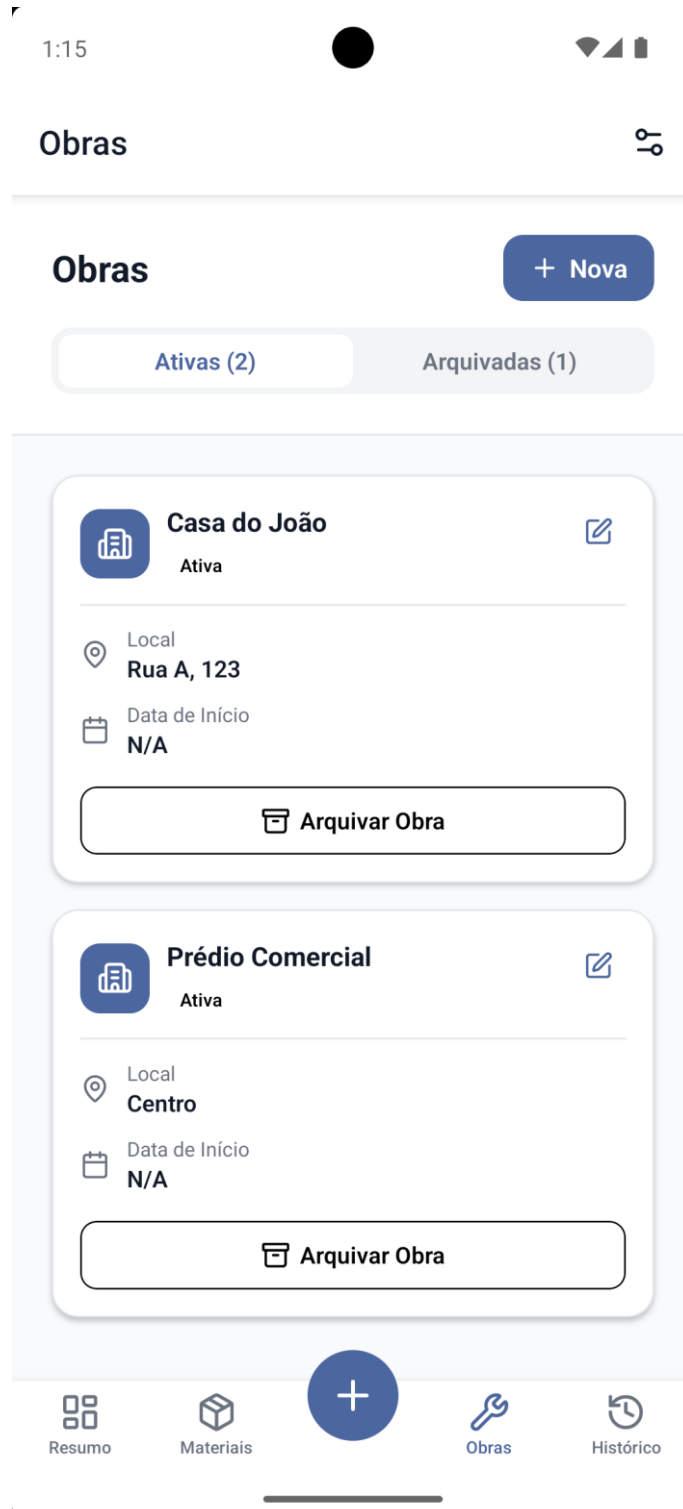 1:15
Obras
Obras
+ Nova
Ativas (2)
Arquivadas (1)
Casa do João
Ativa
Local
Rua A, 123
Data de Início
N/A
Arquivar Obra
Prédio Comercial
Ativa
Local
Centro
Data de Início
N/A
Arquivar Obra
Resumo
Materiais
Obras
Histórico